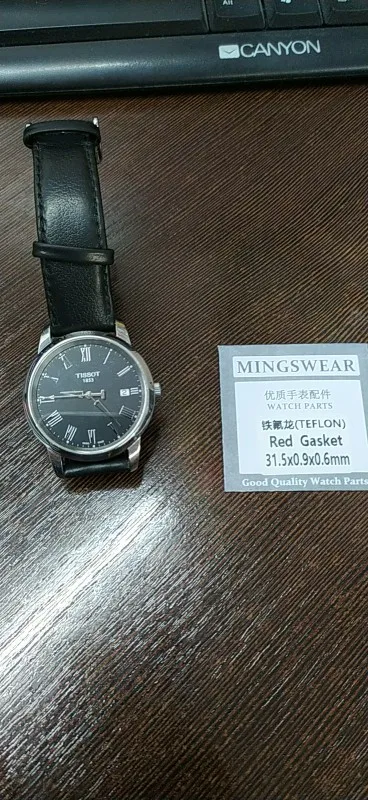 Alt
CANYON
TISSOT
1853
MINGSWEAR
优质手表配件
WATCH PARTS
铁氟龙(TEFLON)
Red Gasket
31.5x0.9x0.6mm
Good Quality Watch Parts